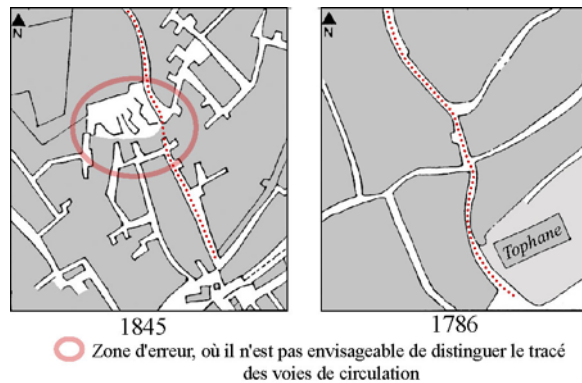 N
N
Tophane
1845
1786
Zone d'erreur, où il n'est pas envisageable de distinguer le tracé
des voies de circulation